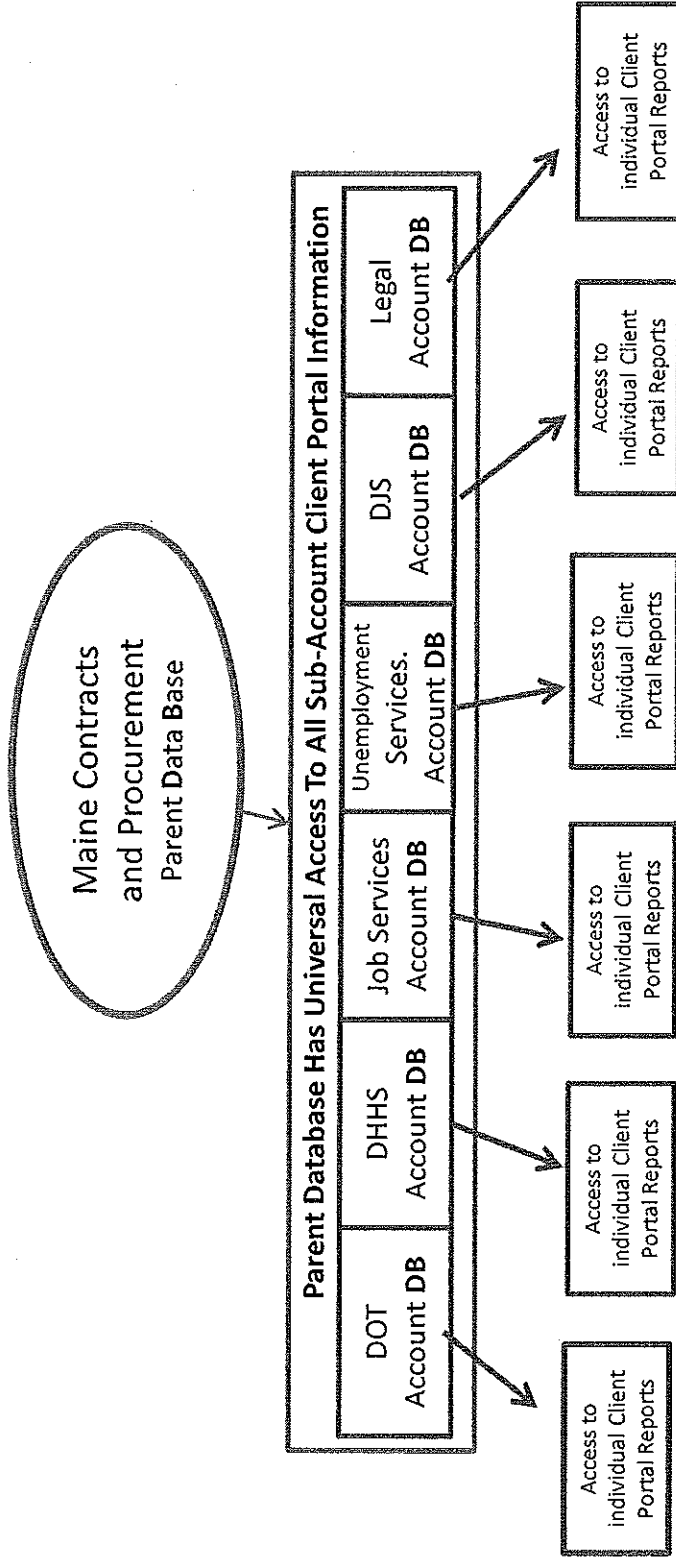 Maine Contracts
and Procurement
Parent Data Base
Parent Database Has Universal Access To All Sub-Account Client Portal Information
DOT
Account DB
DHHS
Account DB
Job Services
Account DB
Unemployment
Services.
Account DB
DJS
Account DB
Legal
Account DB
Access to
individual Client
Portal Reports
Access to
individual Client
Portal Reports
Access to
individual Client
Portal Reports
Access to
individual Client
Portal Reports
Access to
individual Client
Portal Reports
Access to
individual Client
Portal Reports